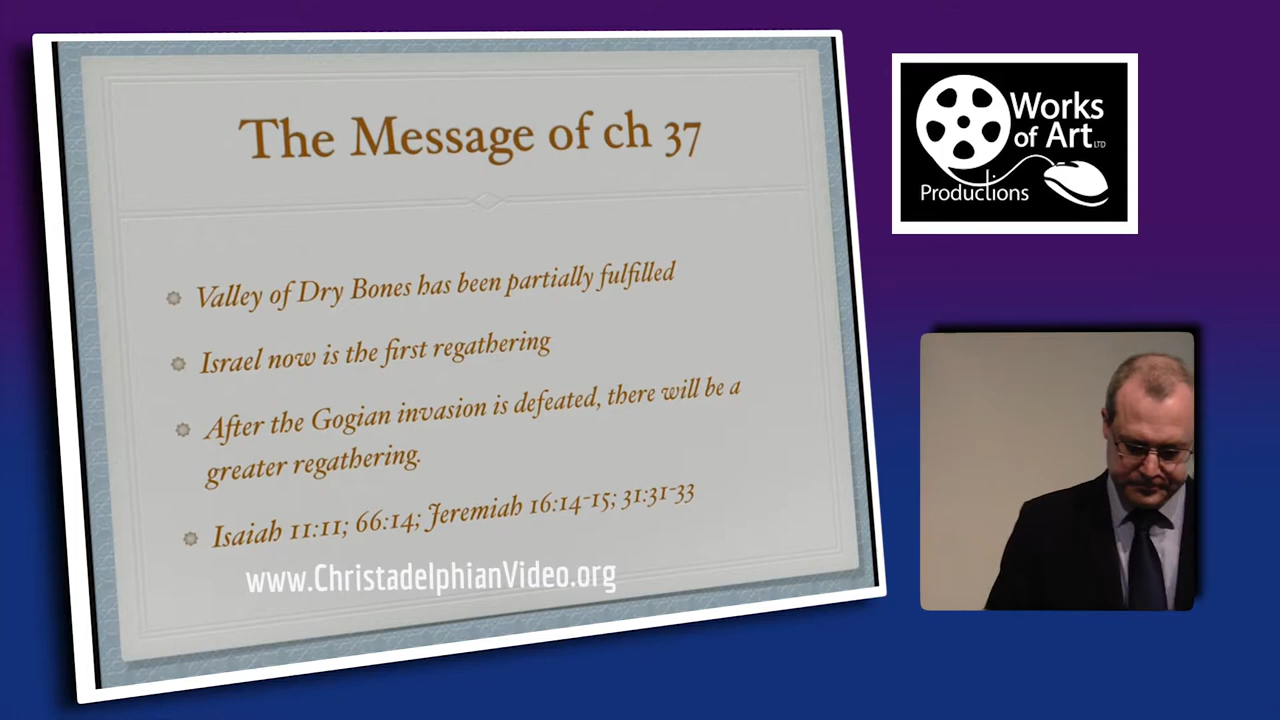 The Message of ch 37
Valley of Dry Bones has been partially fulfilled
Israel now is the first regathering
After the Gogian invasion is defeated, there will be a
greater regathering.
Isaiah 11:11; 66:14; Jeremiah 16:14-15; 31:31-33
www.ChristadelphianVideo.org
Works
of Art LTD
Productions